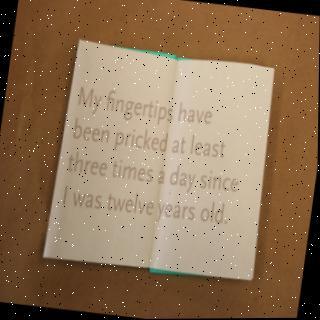 My fingertips have
been pricked at least
three times a day since
I was twelve years old.